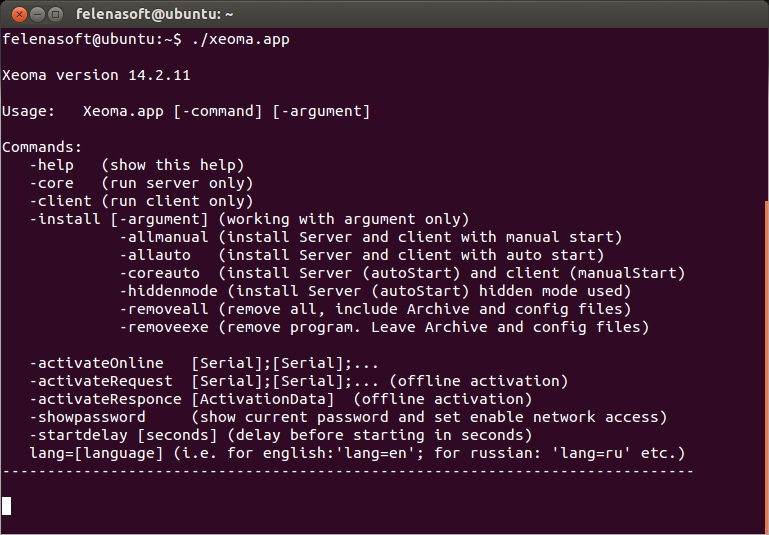 felenasoft@ubuntu: ~
felenasoft@ubuntu:~$ ./xeoma.app
Xeoma version 14.2.11
Usage:   Xeoma.app [-command] [-argument]
Commands:
   -help   (show this help)
   -core   (run server only)
   -client (run client only)
   -install [-argument] (working with argument only)
             -allmanual (install Server and client with manual start)
             -allauto   (install Server and client with auto start)
             -coreauto  (install Server (autoStart) and client (manualStart)
             -hiddenmode (install Server (autoStart) hidden mode used)
             -removeall (remove all, include Archive and config files)
             -removeexe (remove program. Leave Archive and config files)
   -activateOnline   [Serial];[Serial];...
   -activateRequest  [Serial];[Serial];... (offline activation)
   -activateResponce [ActivationData]  (offline activation)
   -showpassword     (show current password and set enable network access)
   -startdelay [seconds] (delay before starting in seconds)
   lang=[language] (i.e. for english:'lang=en'; for russian: 'lang=ru' etc.)
-----------------------------------------------------------------------------